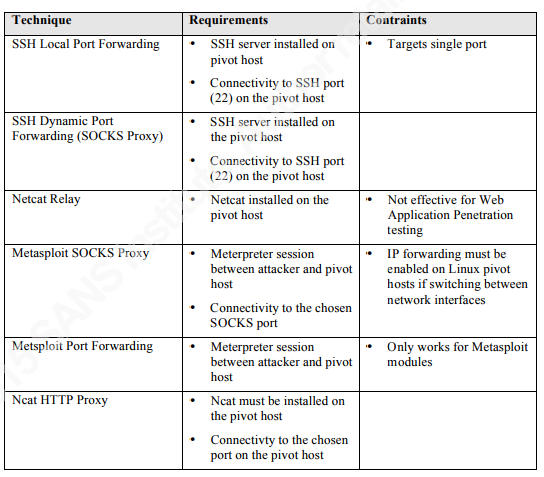 Technique Requirements Contraints
SSH Local Port Forwarding
• SSH server installed on
pivot host
• Connectivity to SSH port
(22) on the pivot host
• Targets single port
SSH Dynamic Port
Forwarding (SOCKS Proxy)
• SSH server installed on
the pivot host
• Connectivity to SSH port
(22) on the pivot host
Netcat Relay
• Netcat installed on the
pivot host
• Not effective for Web
Application Penetration
testing
Metasploit SOCKS Proxy
• Meterpreter session
between attacker and pivot
host
• Connectivity to the chosen
SOCKS port
• IP forwarding must be
enabled on Linux pivot
hosts if switching between
network interfaces
Metsploit Port Forwarding
• Meterpreter session
between attacker and pivot
host
• Only works for Metasploit
modules
Ncat HTTP Proxy
• Ncat must be installed on
the pivot host
• Connectivty to the chosen
port on the pivot host
15 SANS Institute